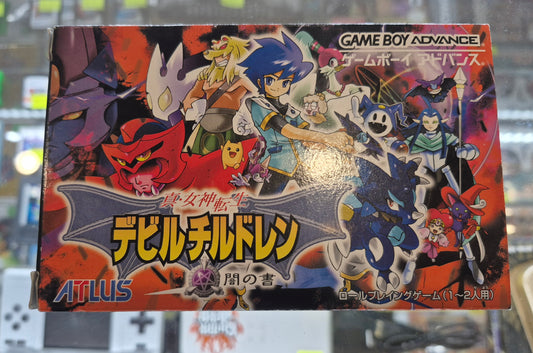 GAME BOY ADVANCE
ゲームボーイ アドバンス
真・女神転生
デビルチルドレン
闇の書
ATLUS
ロールプレイングゲーム(1~2人用)